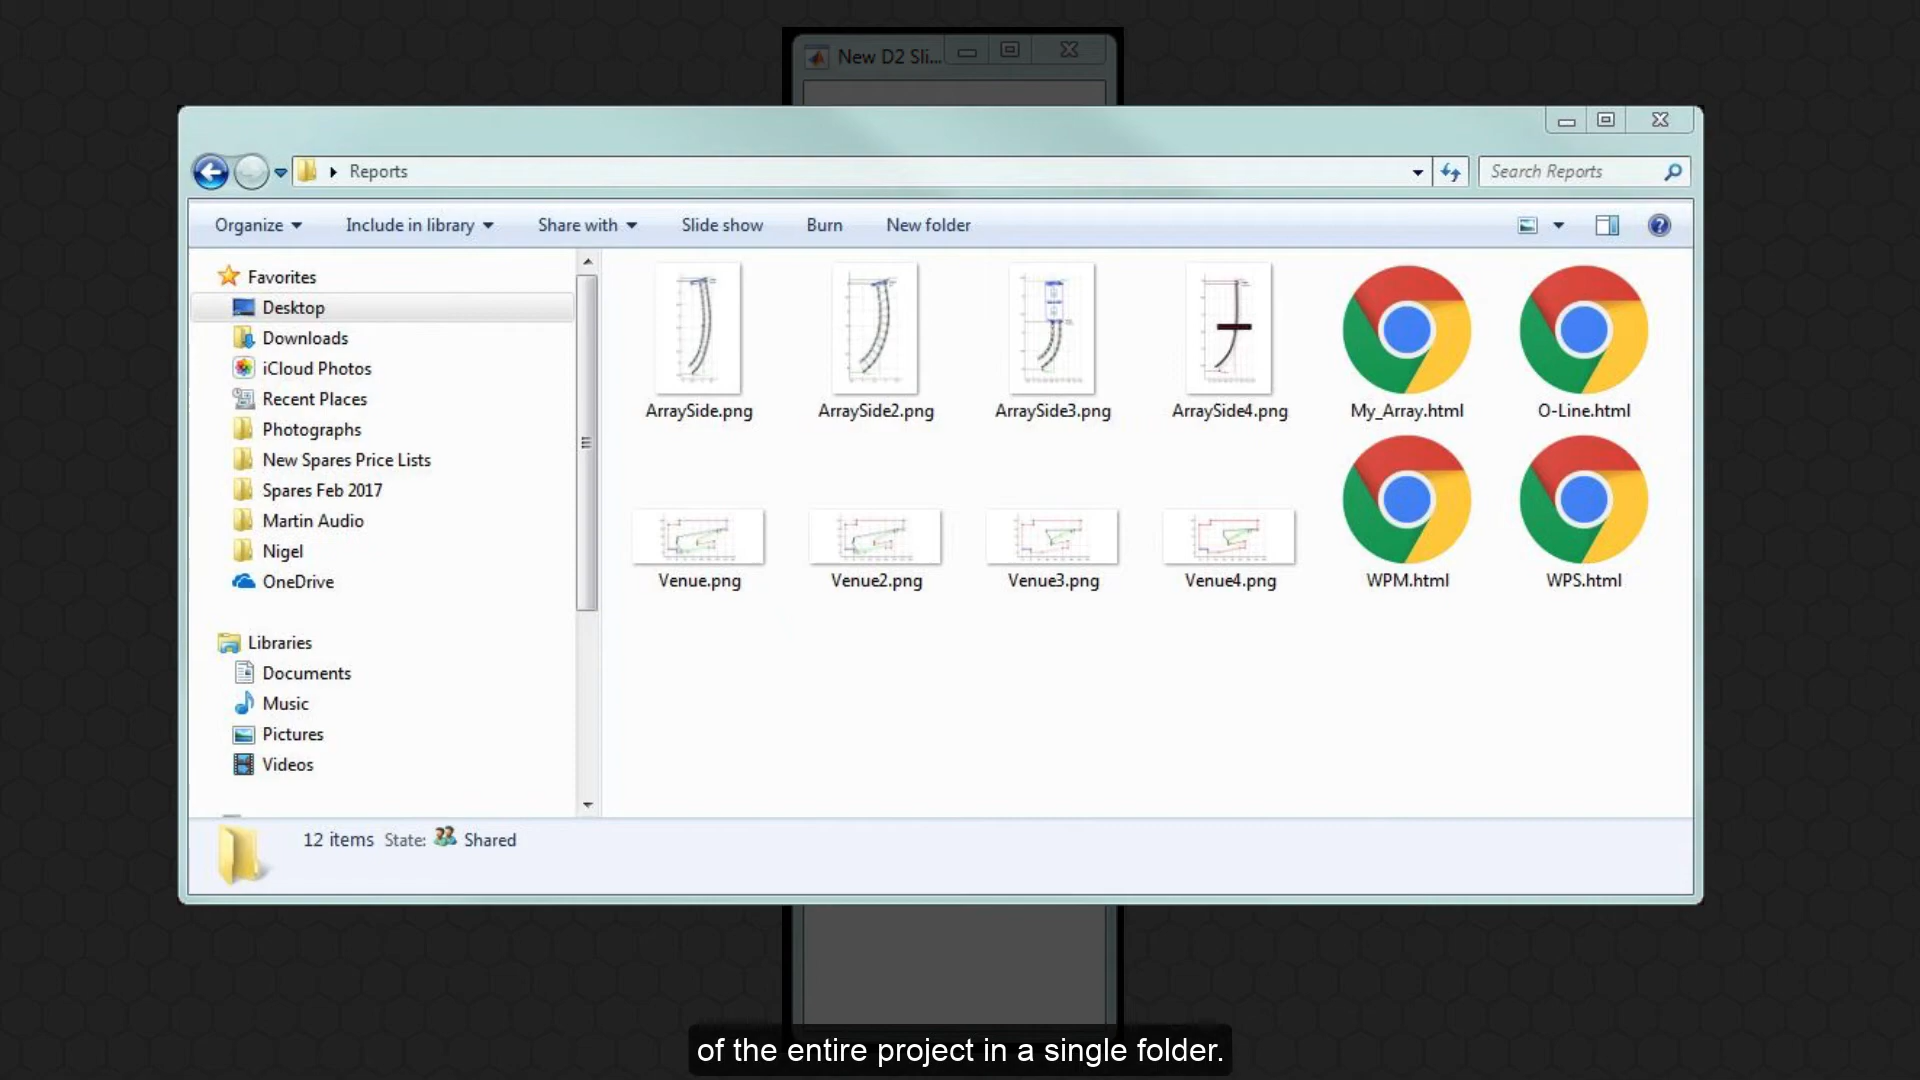 New D2 Sli...
Reports
Search Reports
Organize
Include in library
Share with
Slide show
Burn
New folder
Favorites
Desktop
Downloads
iCloud Photos
Recent Places
Photographs
New Spares Price Lists
Spares Feb 2017
Martin Audio
Nigel
OneDrive
Libraries
Documents
Music
Pictures
Videos
ArraySide.png
ArraySide2.png
ArraySide3.png
ArraySide4.png
My_Array.html
O-Line.html
Venue.png
Venue2.png
Venue3.png
Venue4.png
WPM.html
WPS.html
12 items State: Shared
of the entire project in a single folder.